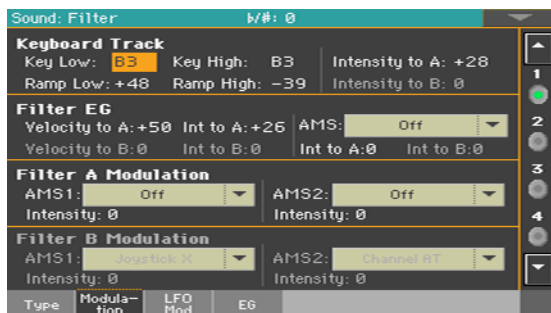 Sound: Filter ♭/#: 0
Keyboard Track
Key Low: B3 Key High: B3 Intensity to A: +28
Ramp Low: +48 Ramp High: -39 Intensity to B: 0
Filter EG
Velocity to A:+50 Int to A:+26 AMS: Off
Velocity to B:0 Int to B:0 Int to A:0 Int to B:0
Filter A Modulation
AMS1: Off AMS2: Off
Intensity: 0 Intensity: 0
Filter B Modulation
AMS1: Joystick X AMS2: Channel AT
Intensity: 0 Intensity: 0
Type Modula- LFO EG
tion Mod
1
2
3
4